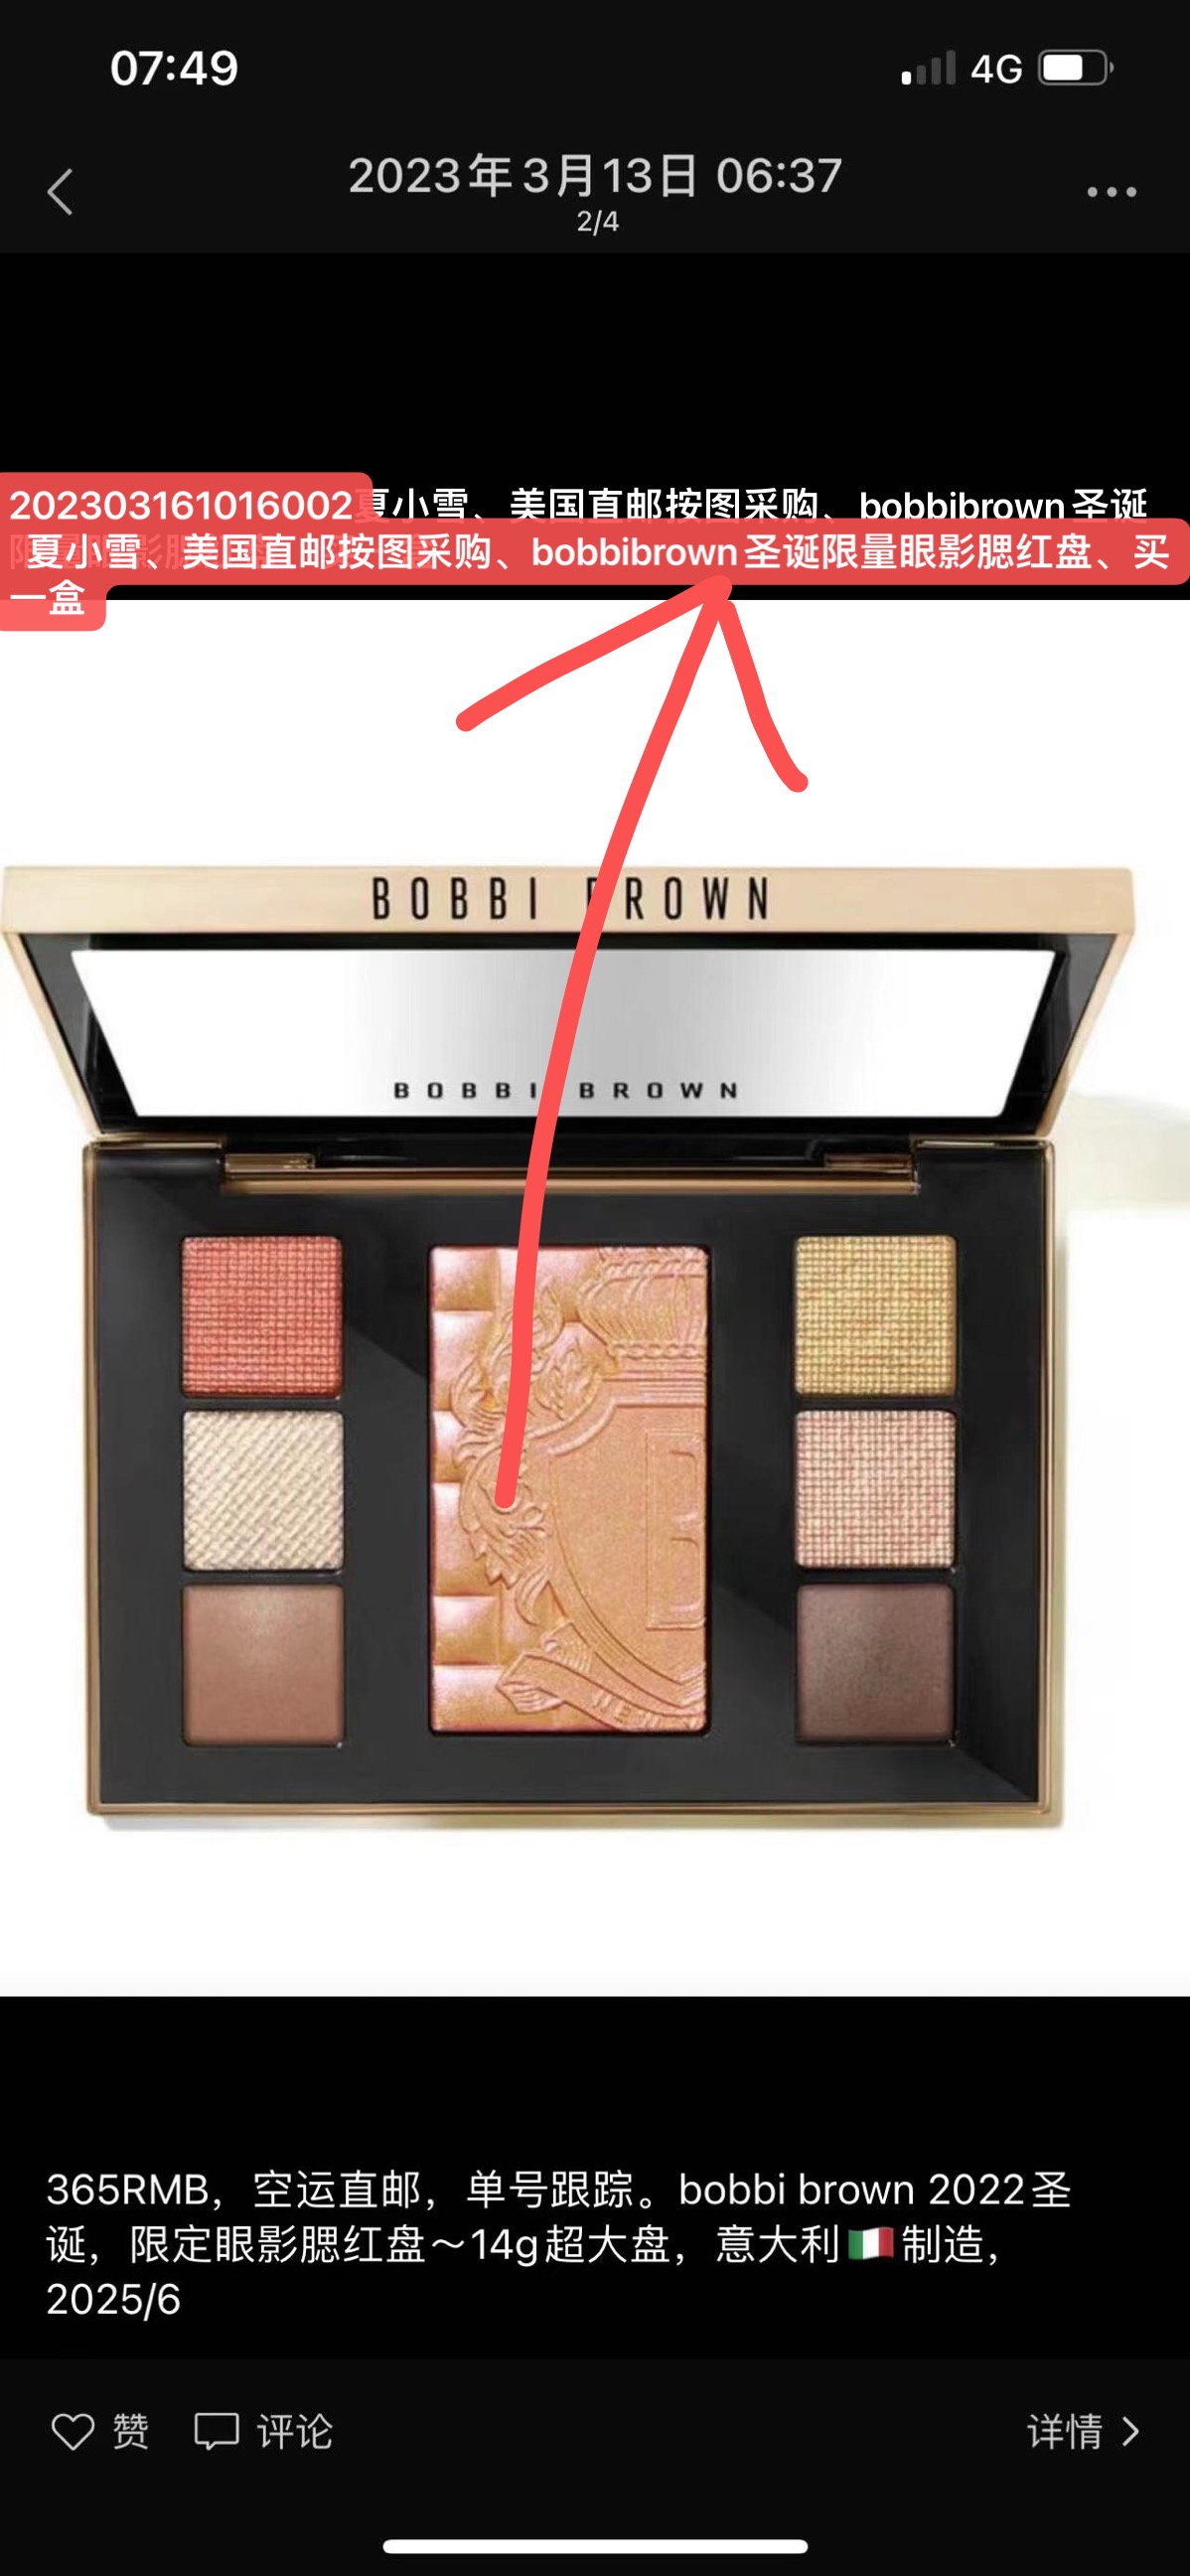 07:49
4G
2023年3月13日 06:37
2/4
202303161016002夏小雪、美国直邮按图采购、bobbibrown圣诞
夏小雪、美国直邮按图采购、bobbibrown圣诞限量眼影腮红盘、买
一盒
BOBBI BROWN
BOBBI BROWN
B
365RMB，空运直邮，单号跟踪。bobbi brown 2022圣
诞，限定眼影腮红盘～14g超大盘，意大利🇮🇹制造，
2025/6
赞 评论 详情